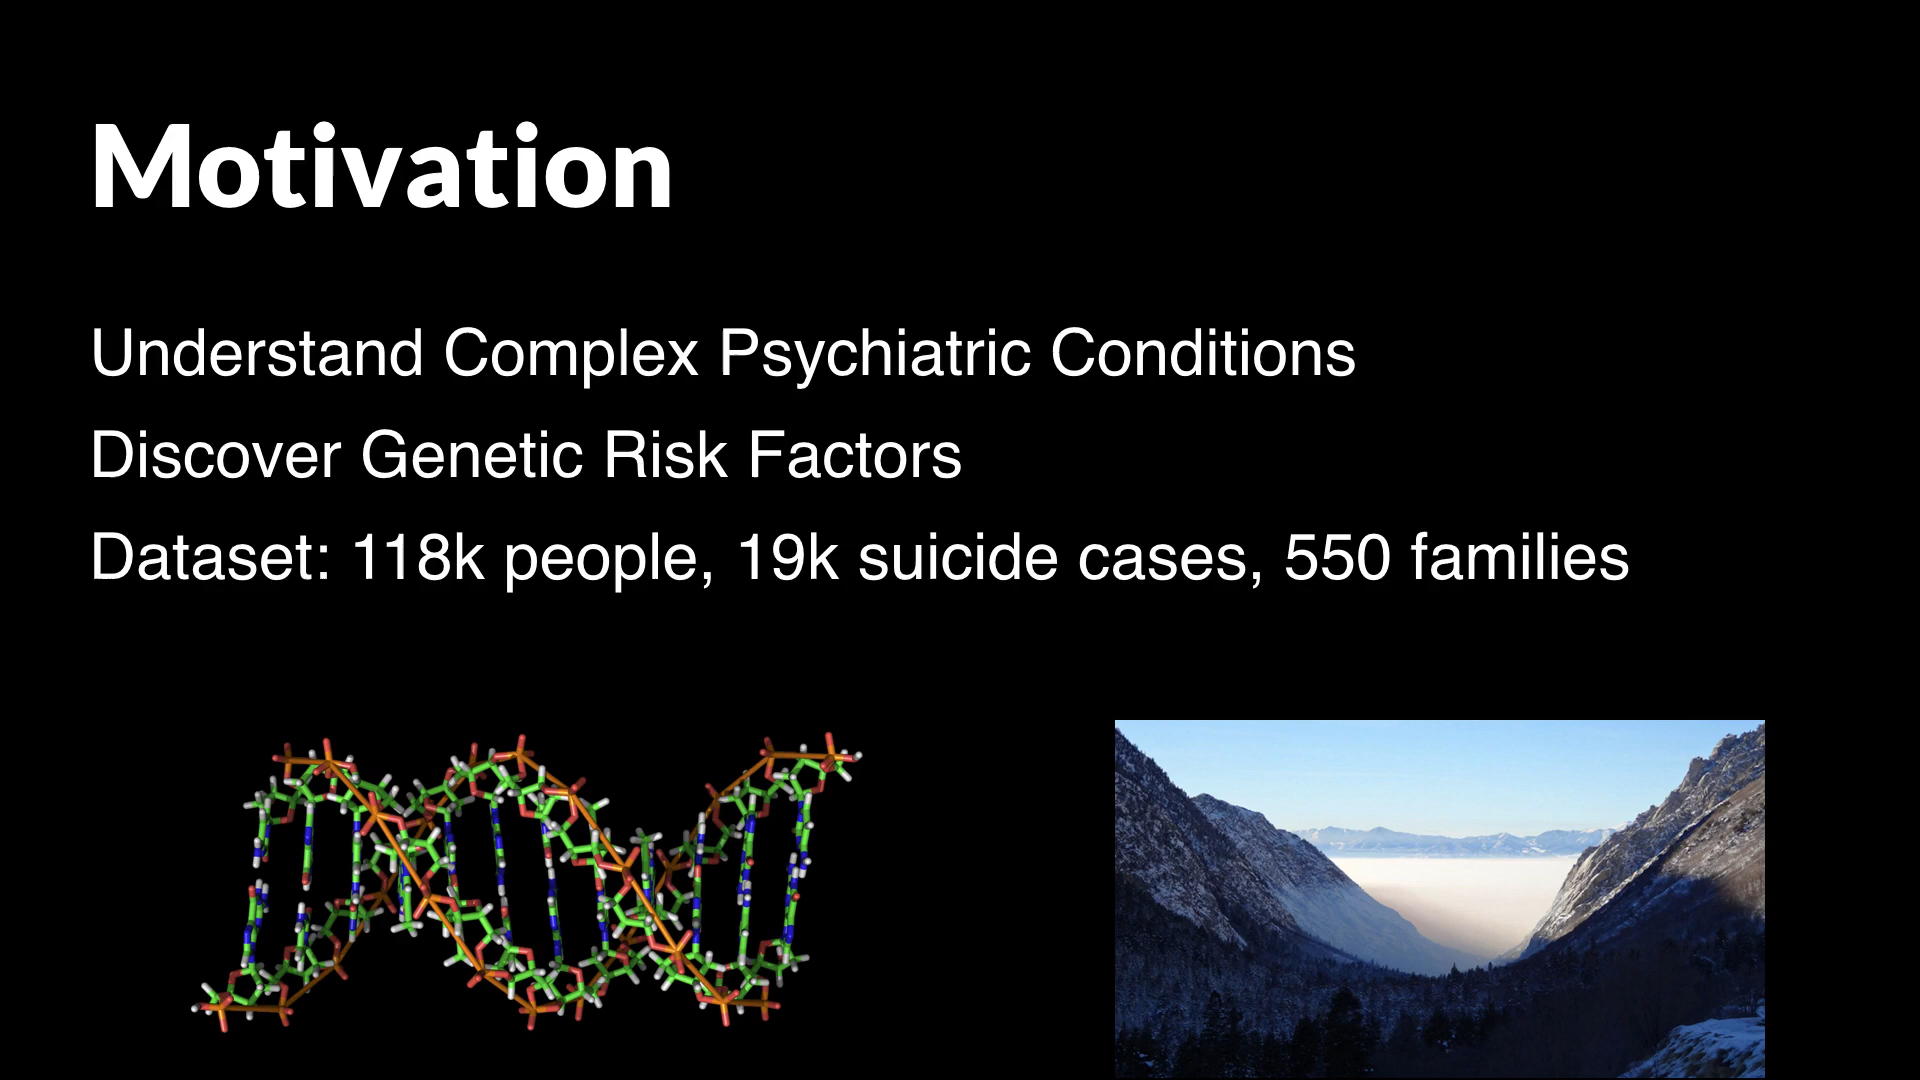 Motivation
Understand Complex Psychiatric Conditions
Discover Genetic Risk Factors
Dataset: 118k people, 19k suicide cases, 550 families